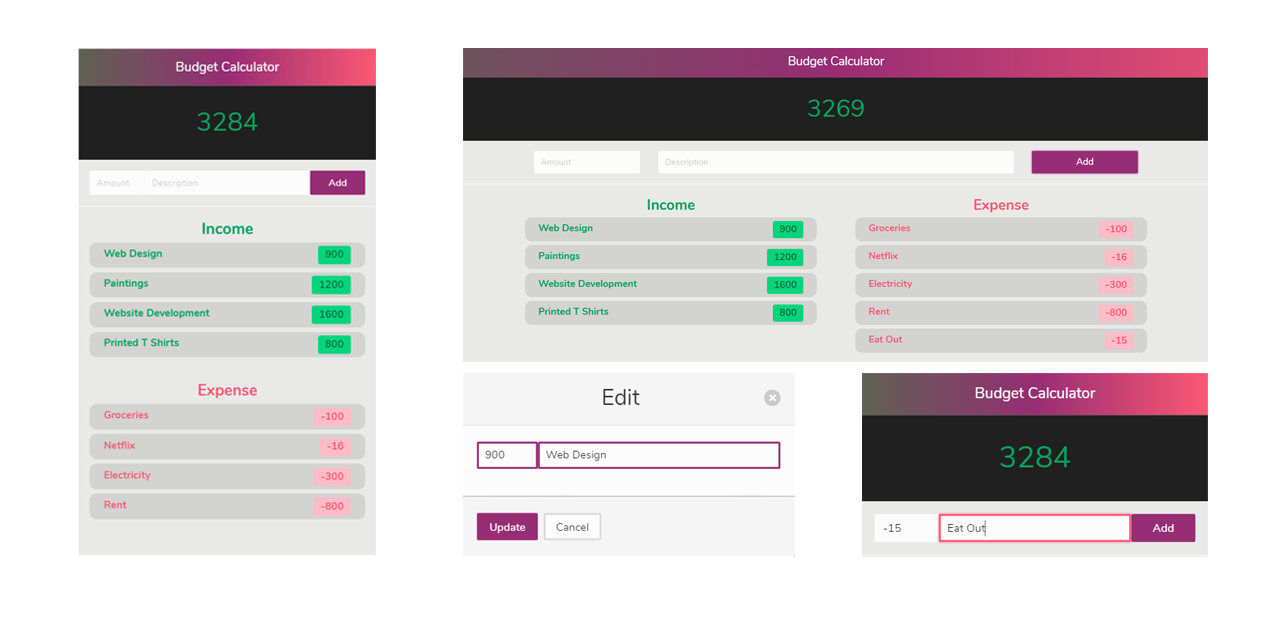 Budget Calculator
3284
Amount Description Add
Income
Web Design 900
Paintings 1200
Website Development 1600
Printed T Shirts 800
Expense
Groceries -100
Netflix -16
Electricity -300
Rent -800
Budget Calculator
3269
Amount Description Add
Income
Web Design 900
Paintings 1200
Website Development 1600
Printed T Shirts 800
Expense
Groceries -100
Netflix -16
Electricity -300
Rent -800
Eat Out -15
Edit
900 Web Design
Update Cancel
Budget Calculator
3284
-15 Eat Out Add